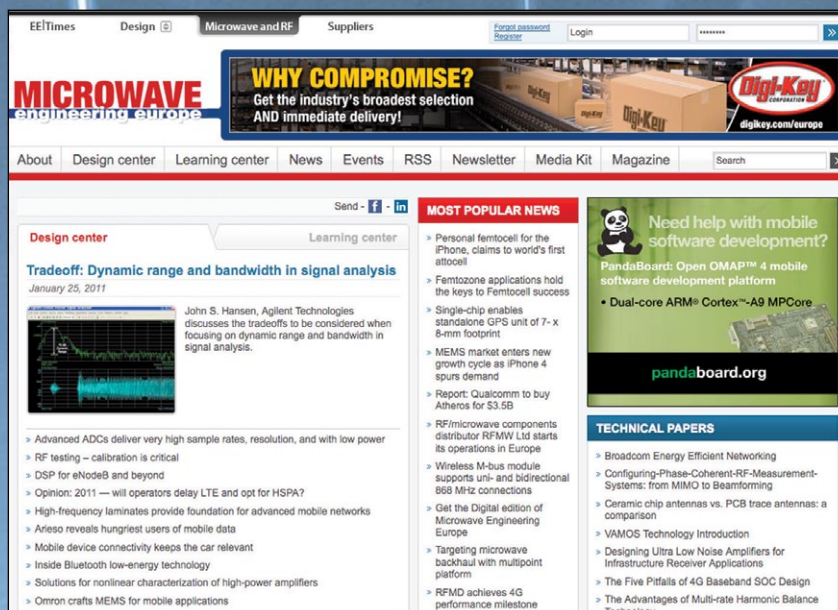 EE|Times Design Microwave and RF Suppliers
Forgot password
Register
Login
••••••••
MICROWAVE
engineering europe
WHY COMPROMISE?
Get the industry's broadest selection
AND immediate delivery!
Digi-Key
Digi-Key
CORPORATION
digikey.com/europe
About Design center Learning center News Events RSS Newsletter Media Kit Magazine Search
Send - f - in
Design center Learning center
Tradeoff: Dynamic range and bandwidth in signal analysis
January 25, 2011
John S. Hansen, Agilent Technologies
discusses the tradeoffs to be considered when
focusing on dynamic range and bandwidth in
signal analysis.
» Advanced ADCs deliver very high sample rates, resolution, and with low power
» RF testing – calibration is critical
» DSP for eNodeB and beyond
» Opinion: 2011 — will operators delay LTE and opt for HSPA?
» High-frequency laminates provide foundation for advanced mobile networks
» Arieso reveals hungriest users of mobile data
» Mobile device connectivity keeps the car relevant
» Inside Bluetooth low-energy technology
» Solutions for nonlinear characterization of high-power amplifiers
» Omron crafts MEMS for mobile applications
MOST POPULAR NEWS
» Personal femtocell for the
iPhone, claims to world's first
attocell
» Femtozone applications hold
the keys to Femtocell success
» Single-chip enables
standalone GPS unit of 7- x
8-mm footprint
» MEMS market enters new
growth cycle as iPhone 4
spurs demand
» Report: Qualcomm to buy
Atheros for $3.5B
» RF/microwave components
distributor RFMW Ltd starts
its operations in Europe
» Wireless M-bus module
supports uni- and bidirectional
868 MHz connections
» Get the Digital edition of
Microwave Engineering
Europe
» Targeting microwave
backhaul with multipoint
platform
» RFMD achieves 4G
performance milestone
Need help with mobile
software development?
PandaBoard: Open OMAP™ 4 mobile
software development platform
• Dual-core ARM® Cortex™-A9 MPCore
pandaboard.org
TECHNICAL PAPERS
» Broadcom Energy Efficient Networking
» Configuring-Phase-Coherent-RF-Measurement-
Systems: from MIMO to Beamforming
» Ceramic chip antennas vs. PCB trace antennas: a
comparison
» VAMOS Technology Introduction
» Designing Ultra Low Noise Amplifiers for
Infrastructure Receiver Applications
» The Five Pitfalls of 4G Baseband SOC Design
» The Advantages of Multi-rate Harmonic Balance